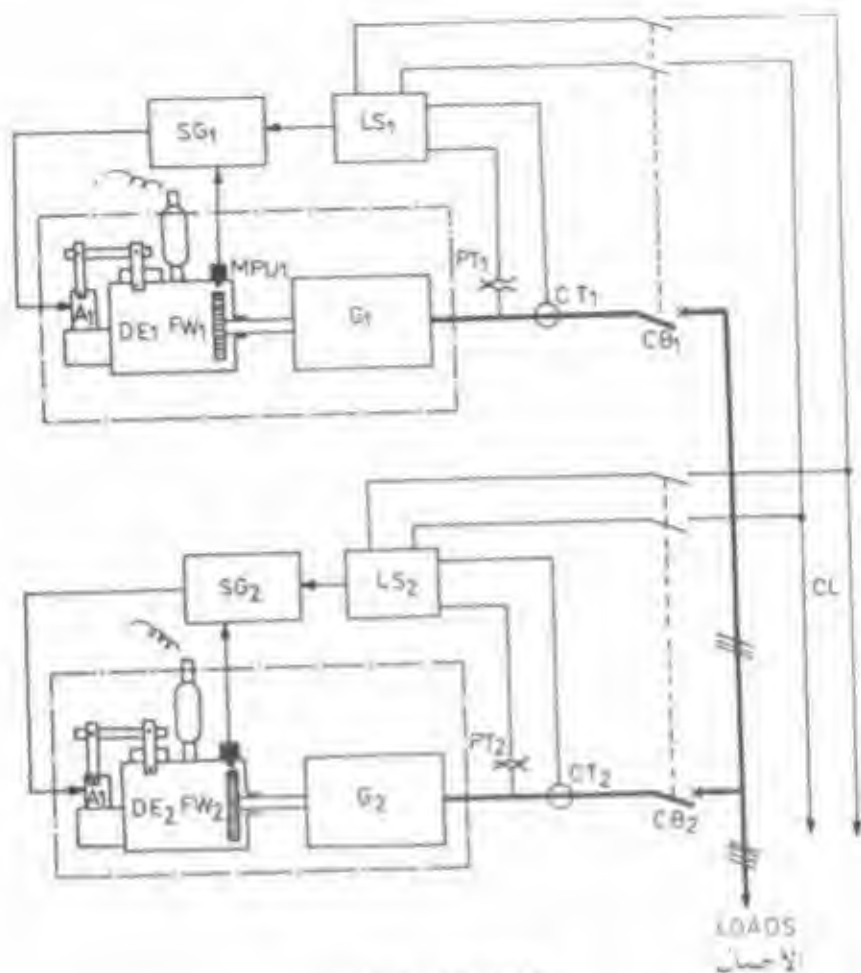 SG1
LS1
PT1
CT1
MPU1
A1
DE1
FW1
G1
CB1
SG2
LS2
CL
PT2
CT2
A1
DE2
FW2
G2
CB2
LOADS